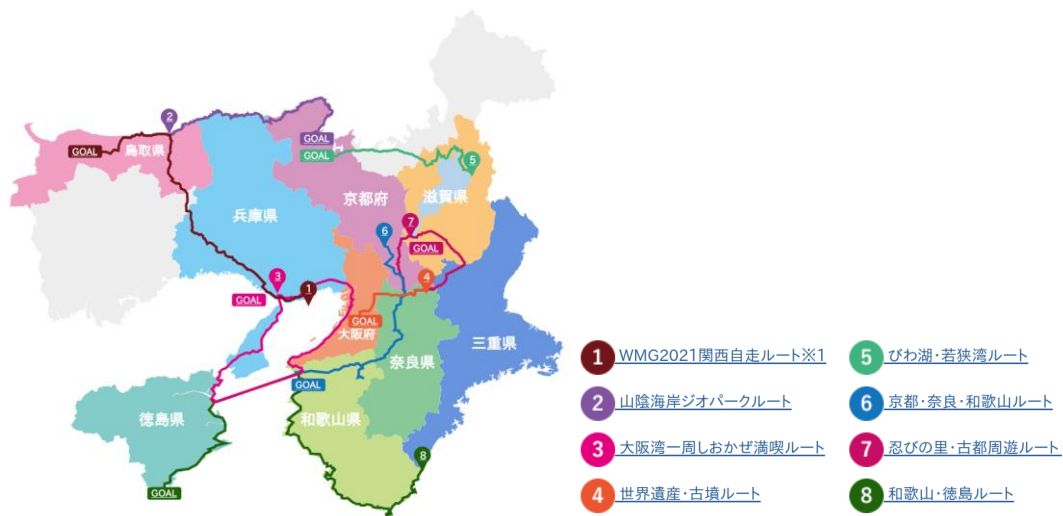 2
GOAL
鳥取県
GOAL
GOAL
5
京都府
滋賀県
兵庫県
6
7
GOAL
3
1
4
GOAL
GOAL
大阪府
奈良県
三重県
GOAL
徳島県
和歌山県
8
GOAL
1 WMG2021関西自走ルート※1
2 山陰海岸ジオパークルート
3 大阪湾一周しおかぜ満喫ルート
4 世界遺産・古墳ルート
5 びわ湖・若狭湾ルート
6 京都・奈良・和歌山ルート
7 忍びの里・古都周遊ルート
8 和歌山・徳島ルート